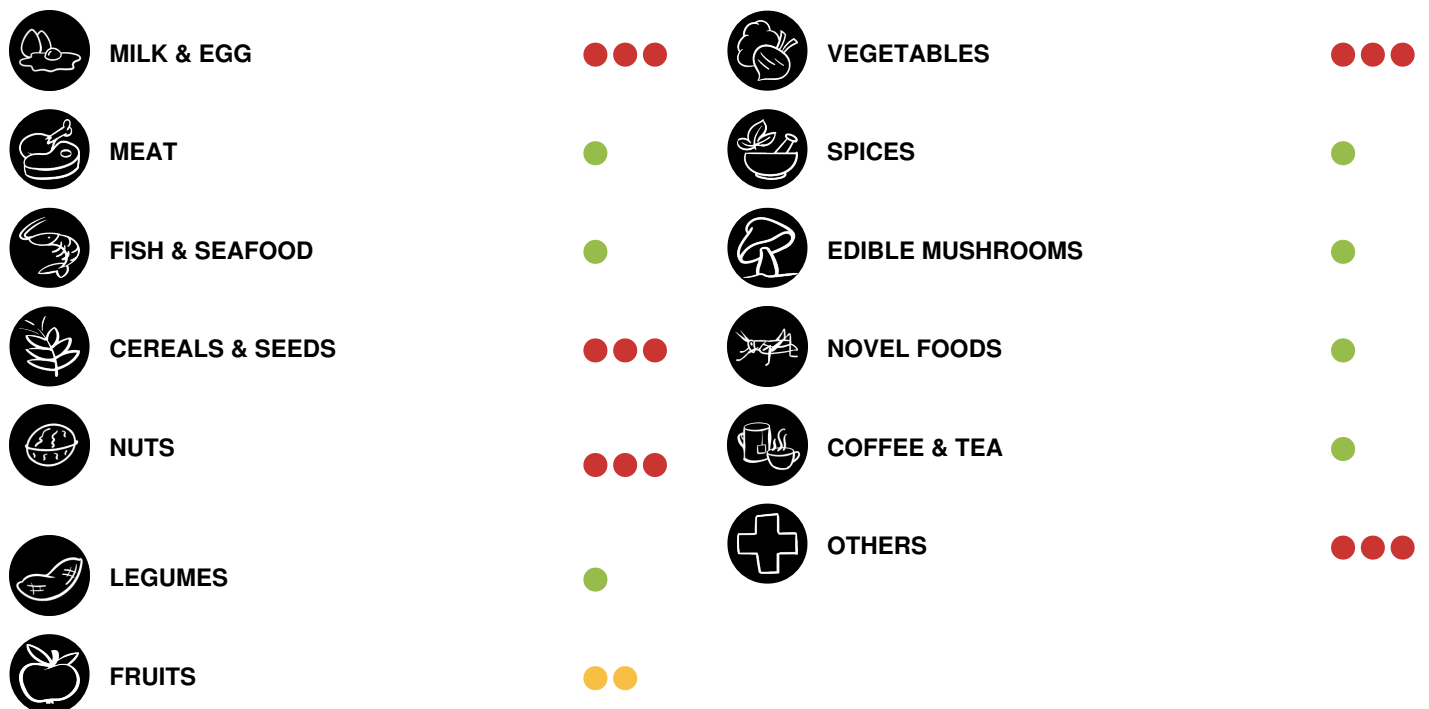 MILK & EGG
MEAT
FISH & SEAFOOD
CEREALS & SEEDS
NUTS
LEGUMES
FRUITS
VEGETABLES
SPICES
EDIBLE MUSHROOMS
NOVEL FOODS
COFFEE & TEA
OTHERS